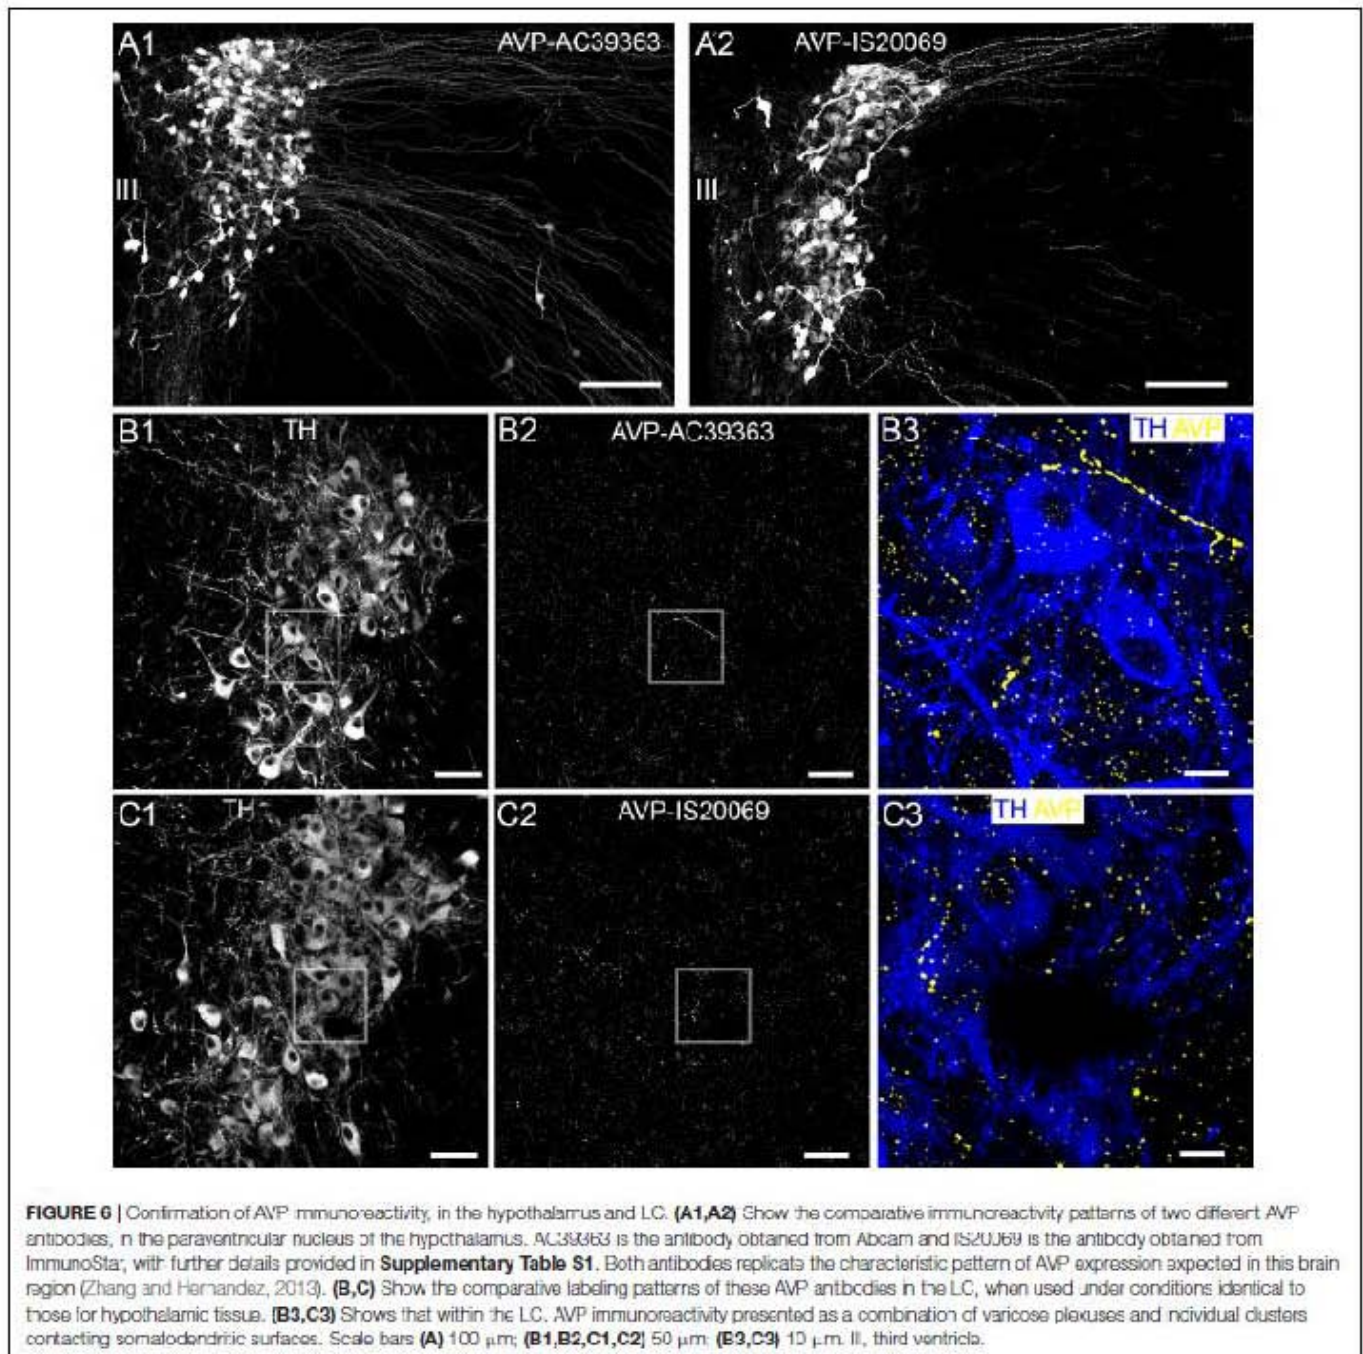 A1 AVP-AC39363
A2 AVP-IS20069
III
III
B1 TH
B2 AVP-AC39363
B3 TH AVP
C1 TH
C2 AVP-IS20069
C3 TH AVP
FIGURE 6 | Confirmation of AVP immunoreactivity, in the hypothalamus and LC. (A1,A2) Show the comparative immunoreactivity patterns of two different AVP
antibodies, in the paraventricular nucleus of the hypothalamus. AC39363 is the antibody obtained from Abcam and IS20069 is the antibody obtained from
ImmunoStar, with further details provided in Supplementary Table S1. Both antibodies replicate the characteristic pattern of AVP expression expected in this brain
region (Zhang and Hernandez, 2013). (B,C) Show the comparative labeling patterns of these AVP antibodies in the LC, when used under conditions identical to
those for hypothalamic tissue. (B3,C3) Shows that within the LC, AVP immunoreactivity presented as a combination of varicose plexuses and individual clusters
contacting somatodendritic surfaces. Scale bars (A) 100 µm; (B1,B2,C1,C2) 50 µm; (B3,C3) 10 µm. III, third ventricle.